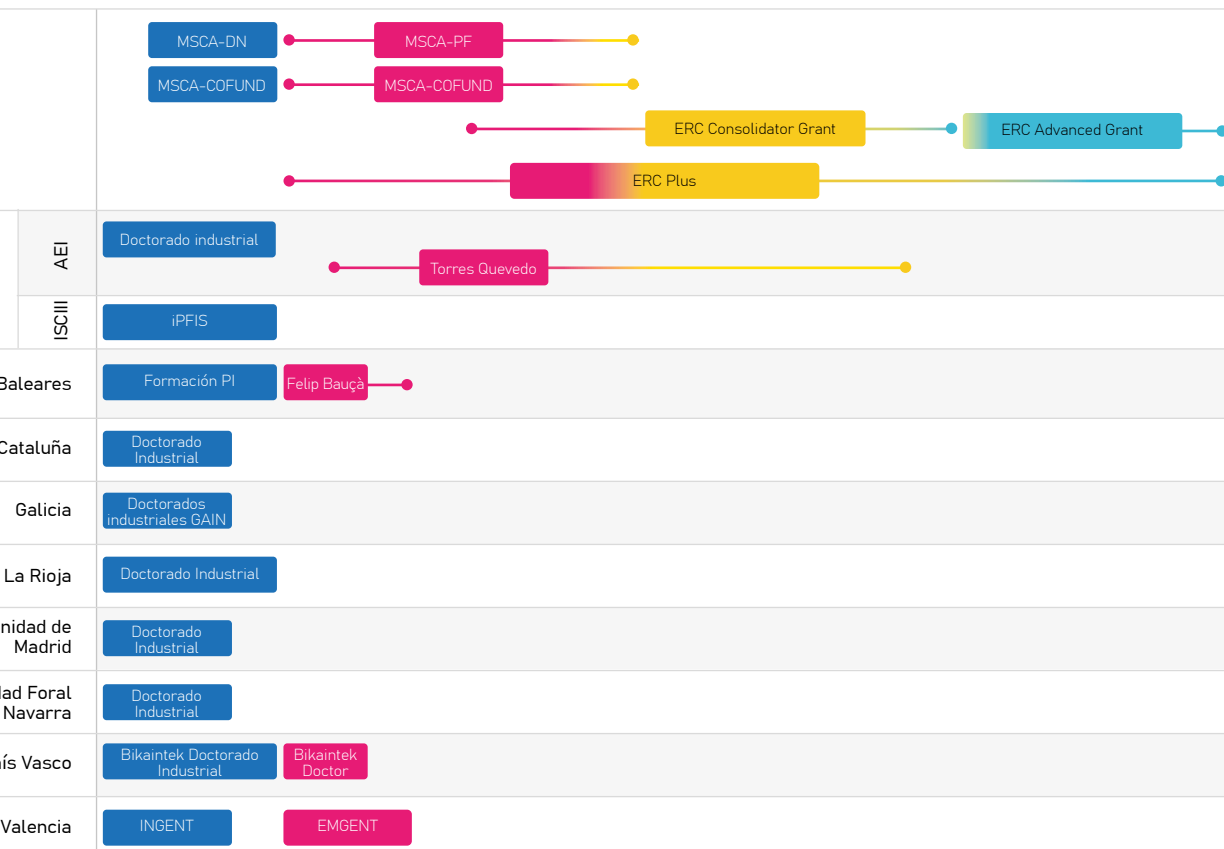 MSCA-DN
MSCA-PF
MSCA-COFUND
MSCA-COFUND
ERC Consolidator Grant
ERC Advanced Grant
ERC Plus
AEI
Doctorado industrial
Torres Quevedo
ISCIII
iPFIS
Baleares
Formación PI
Felip Bauçà
Cataluña
Doctorado
Industrial
Galicia
Doctorados
industriales GAIN
La Rioja
Doctorado Industrial
nidad de
Madrid
Doctorado
Industrial
dad Foral
Navarra
Doctorado
Industrial
ís Vasco
Bikaintek Doctorado
Industrial
Bikaintek
Doctor
Valencia
INGENT
EMGENT